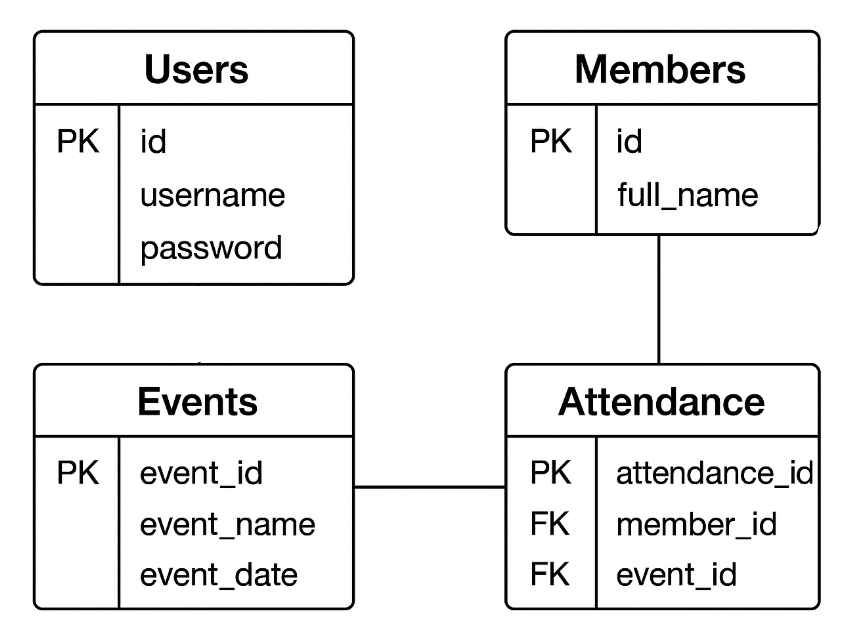 Users
PK id
username
password
Members
PK id
full_name
Events
PK event_id
event_name
event_date
Attendance
PK attendance_id
FK member_id
FK event_id